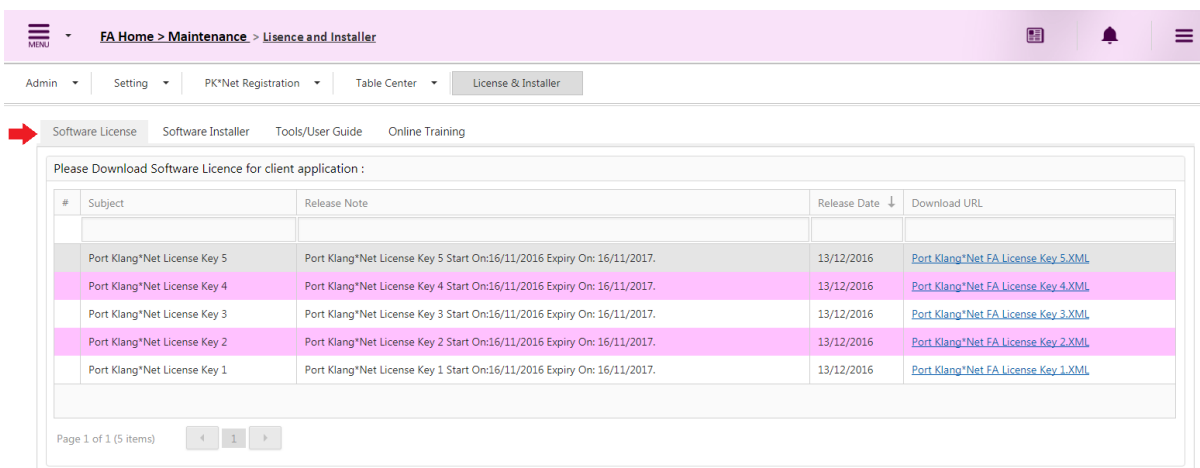 MENU
FA Home > Maintenance > Lisence and Installer
Admin Setting PK*Net Registration Table Center License & Installer
Software License Software Installer Tools/User Guide Online Training
Please Download Software Licence for client application :
# Subject Release Note Release Date ↓ Download URL
Port Klang*Net License Key 5 Port Klang*Net License Key 5 Start On:16/11/2016 Expiry On: 16/11/2017. 13/12/2016 Port Klang*Net FA License Key 5.XML
Port Klang*Net License Key 4 Port Klang*Net License Key 4 Start On:16/11/2016 Expiry On: 16/11/2017. 13/12/2016 Port Klang*Net FA License Key 4.XML
Port Klang*Net License Key 3 Port Klang*Net License Key 3 Start On:16/11/2016 Expiry On: 16/11/2017. 13/12/2016 Port Klang*Net FA License Key 3.XML
Port Klang*Net License Key 2 Port Klang*Net License Key 2 Start On:16/11/2016 Expiry On: 16/11/2017. 13/12/2016 Port Klang*Net FA License Key 2.XML
Port Klang*Net License Key 1 Port Klang*Net License Key 1 Start On:16/11/2016 Expiry On: 16/11/2017. 13/12/2016 Port Klang*Net FA License Key 1.XML
Page 1 of 1 (5 items) 1